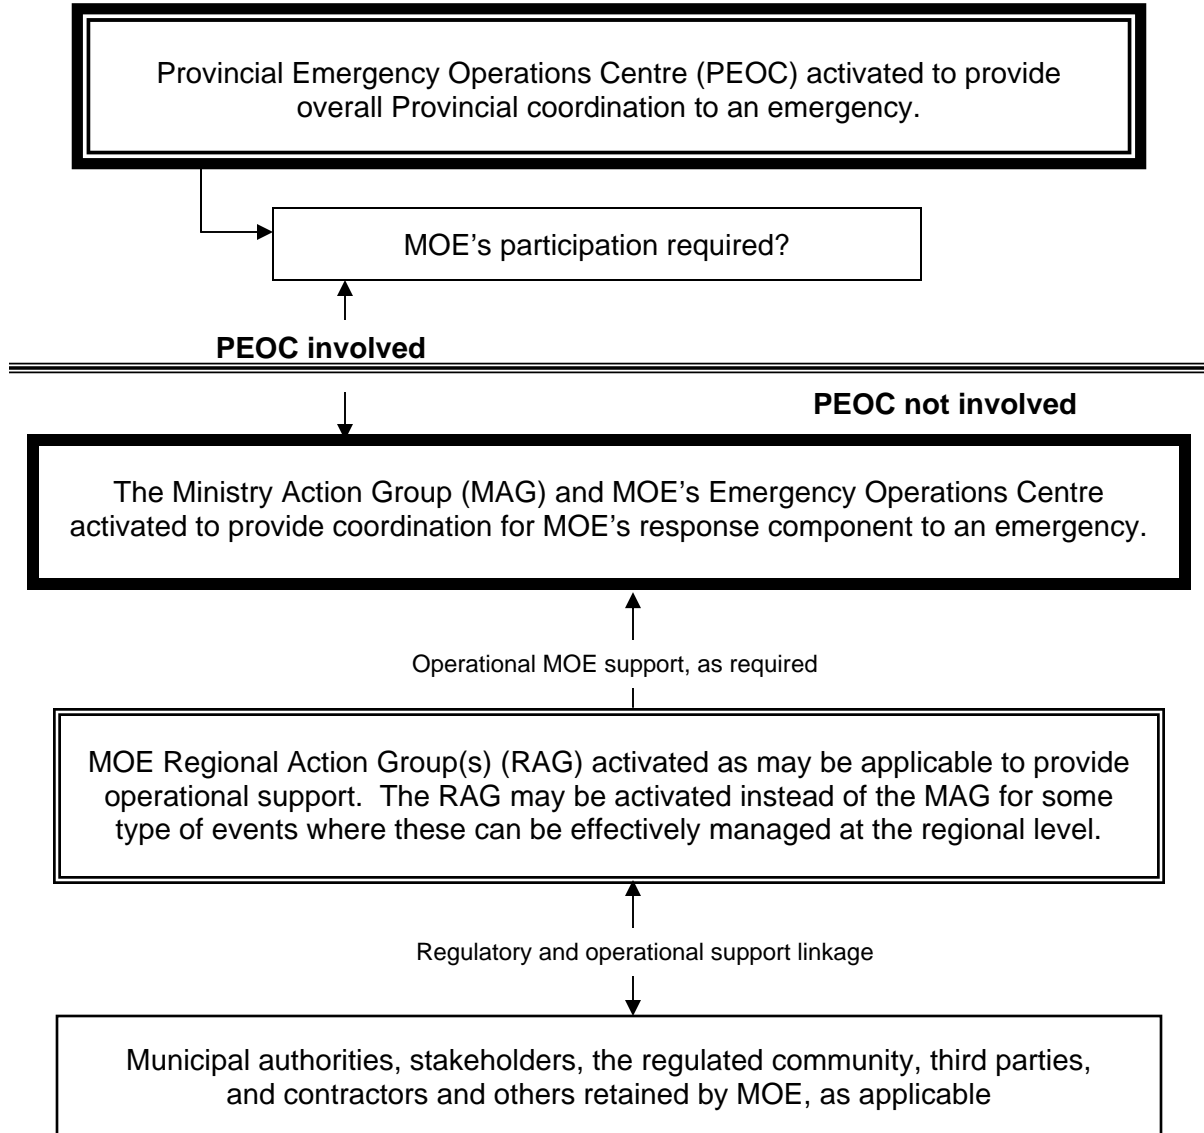 Provincial Emergency Operations Centre (PEOC) activated to provide
overall Provincial coordination to an emergency.
MOE’s participation required?
PEOC involved
PEOC not involved
The Ministry Action Group (MAG) and MOE’s Emergency Operations Centre
activated to provide coordination for MOE’s response component to an emergency.
Operational MOE support, as required
MOE Regional Action Group(s) (RAG) activated as may be applicable to provide
operational support.  The RAG may be activated instead of the MAG for some
type of events where these can be effectively managed at the regional level.
Regulatory and operational support linkage
Municipal authorities, stakeholders, the regulated community, third parties,
and contractors and others retained by MOE, as applicable